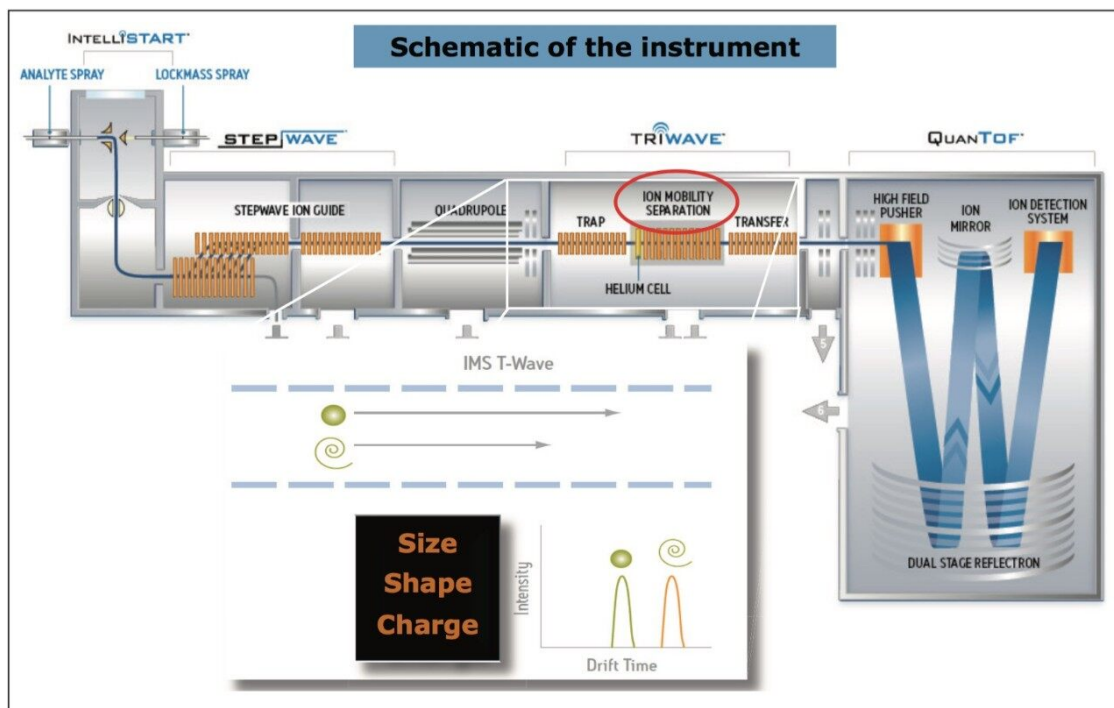 INTELLISTART
Schematic of the instrument
ANALYTE SPRAY
LOCKMASS SPRAY
STEPWAVE
TRIWAVE
QUANTOF
STEPWAVE ION GUIDE
QUADRUPOLE
TRAP
ION MOBILITY
SEPARATION
TRANSFER
HELIUM CELL
HIGH FIELD
PUSHER
ION
MIRROR
ION DETECTION
SYSTEM
5
6
DUAL STAGE REFLECTRON
IMS T-Wave
Size
Shape
Charge
Intensity
Drift Time